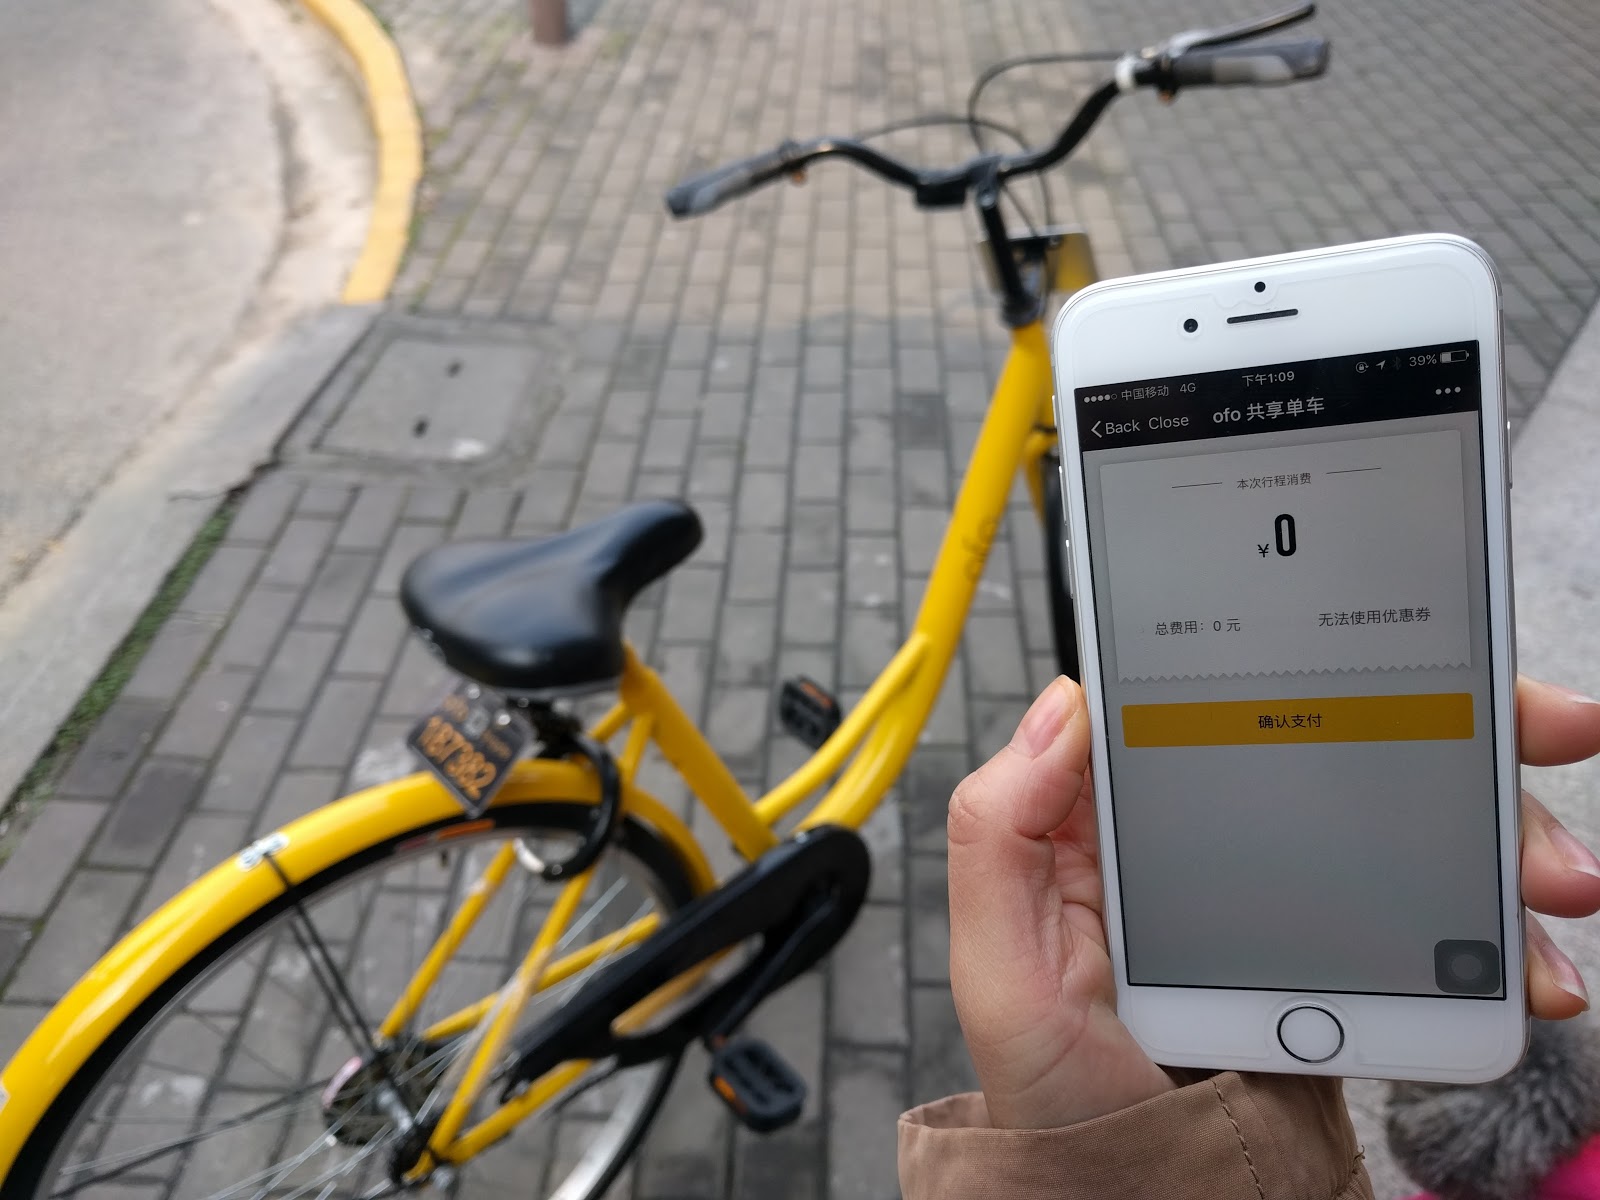 中国移动 4G 下午1:09 39%
Back Close ofo 共享单车
本次行程消费
¥0
总费用：0 元 无法使用优惠券
确认支付
187382
ofo